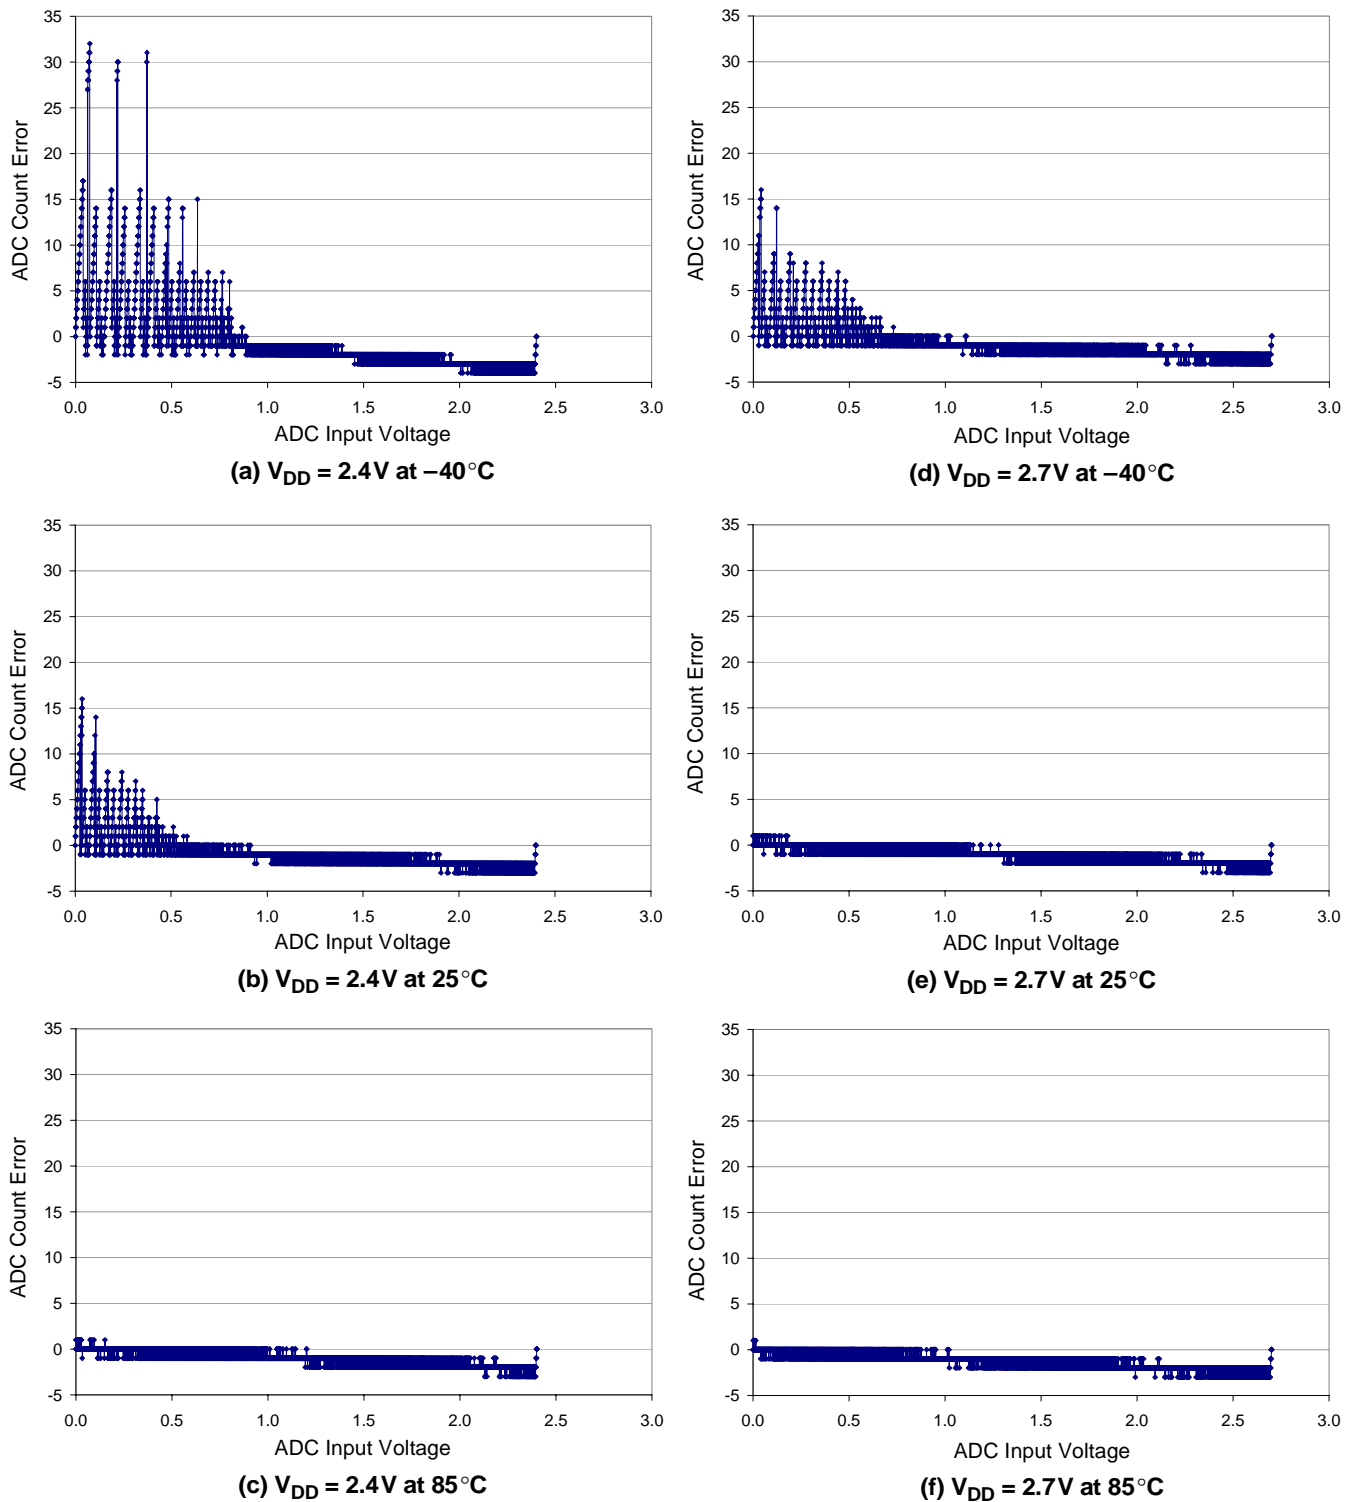 35
30
25
20
15
10
5
0
-5
ADC Count Error
0.0 0.5 1.0 1.5 2.0 2.5 3.0
ADC Input Voltage
(a) VDD = 2.4V at –40°C
35
30
25
20
15
10
5
0
-5
ADC Count Error
0.0 0.5 1.0 1.5 2.0 2.5 3.0
ADC Input Voltage
(d) VDD = 2.7V at –40°C
35
30
25
20
15
10
5
0
-5
ADC Count Error
0.0 0.5 1.0 1.5 2.0 2.5 3.0
ADC Input Voltage
(b) VDD = 2.4V at 25°C
35
30
25
20
15
10
5
0
-5
ADC Count Error
0.0 0.5 1.0 1.5 2.0 2.5 3.0
ADC Input Voltage
(e) VDD = 2.7V at 25°C
35
30
25
20
15
10
5
0
-5
ADC Count Error
0.0 0.5 1.0 1.5 2.0 2.5 3.0
ADC Input Voltage
(c) VDD = 2.4V at 85°C
35
30
25
20
15
10
5
0
-5
ADC Count Error
0.0 0.5 1.0 1.5 2.0 2.5 3.0
ADC Input Voltage
(f) VDD = 2.7V at 85°C